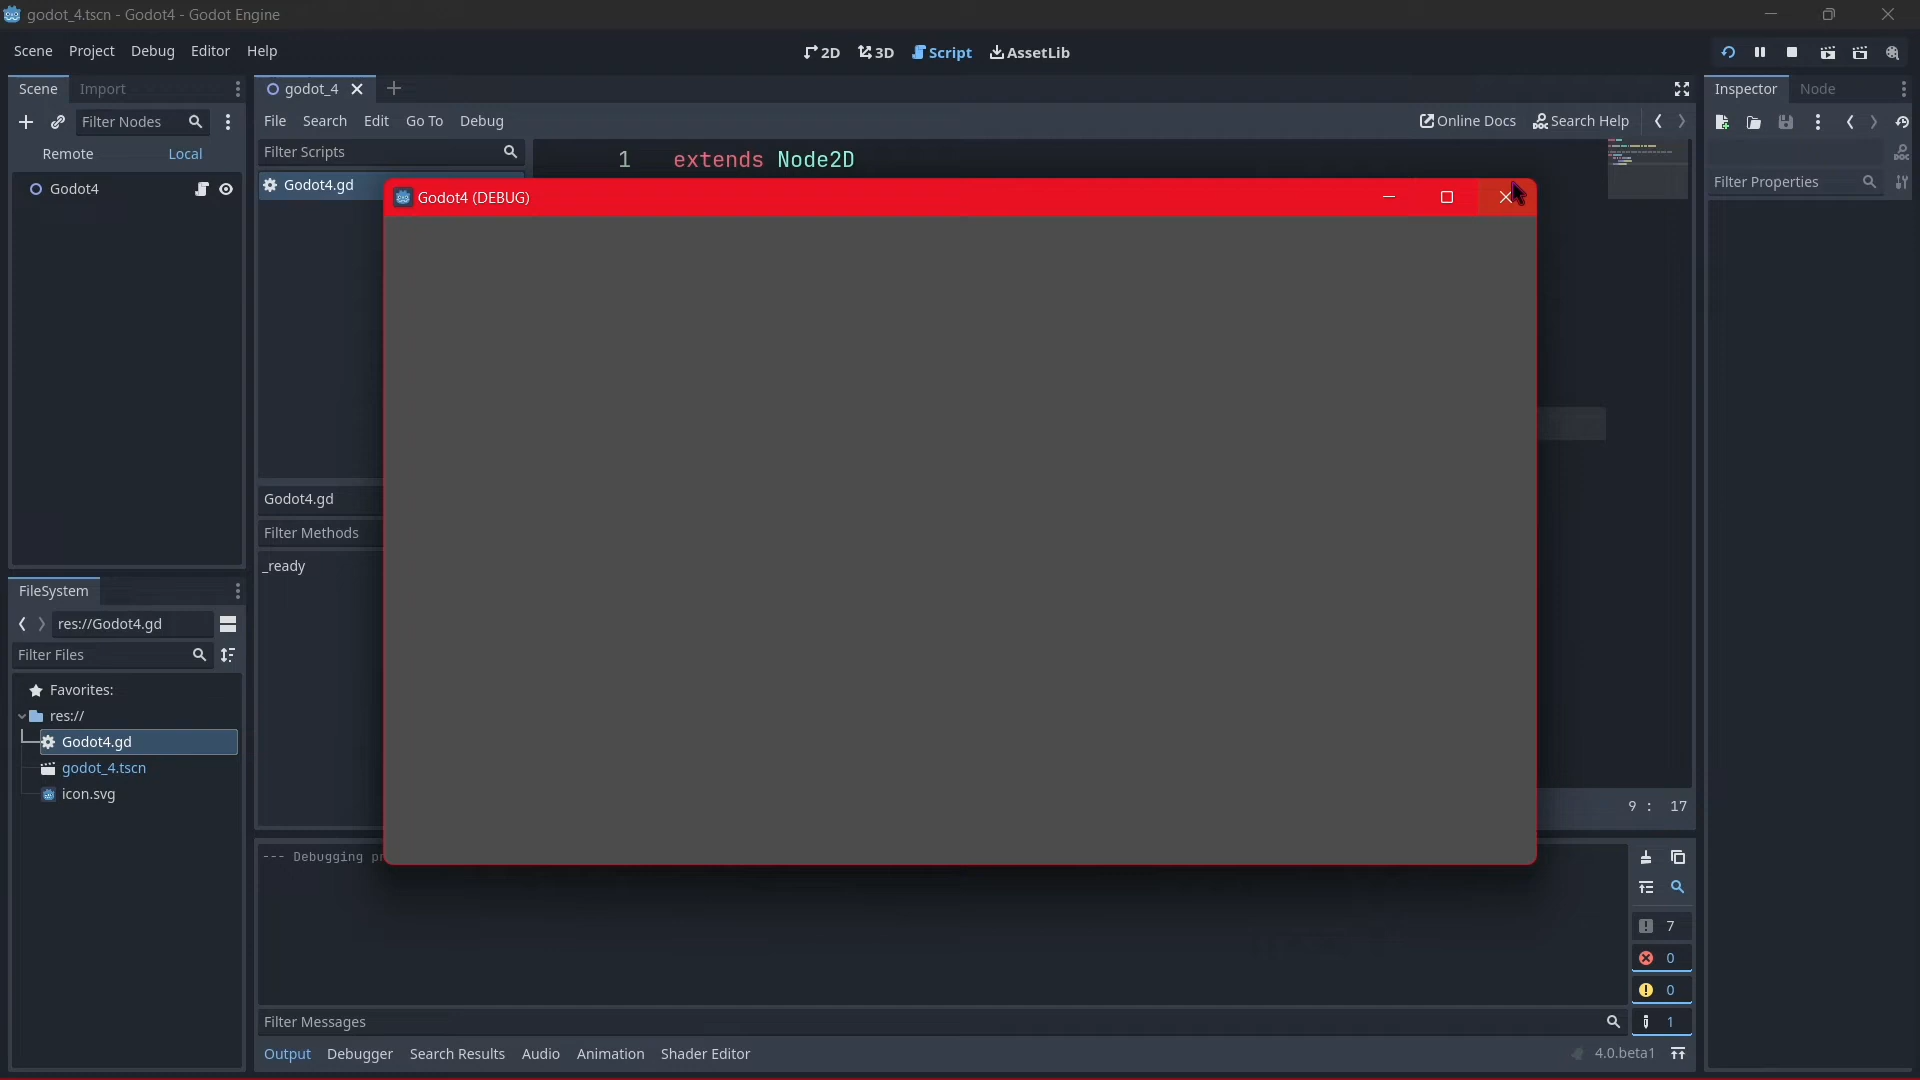 godot_4.tscn - Godot4 - Godot Engine
Scene Project Debug Editor Help
2D 3D Script AssetLib
Scene Import
godot_4
Inspector Node
Filter Nodes
File Search Edit Go To Debug
Online Docs Search Help
Remote Local
Filter Scripts
1 extends Node2D
Filter Properties
Godot4
Godot4.gd
Godot4 (DEBUG)
Godot4.gd
Filter Methods
_ready
FileSystem
res://Godot4.gd
Filter Files
Favorites:
res://
Godot4.gd
godot_4.tscn
icon.svg
9 : 17
--- Debugging
7
0
0
Filter Messages
1
Output Debugger Search Results Audio Animation Shader Editor
4.0.beta1